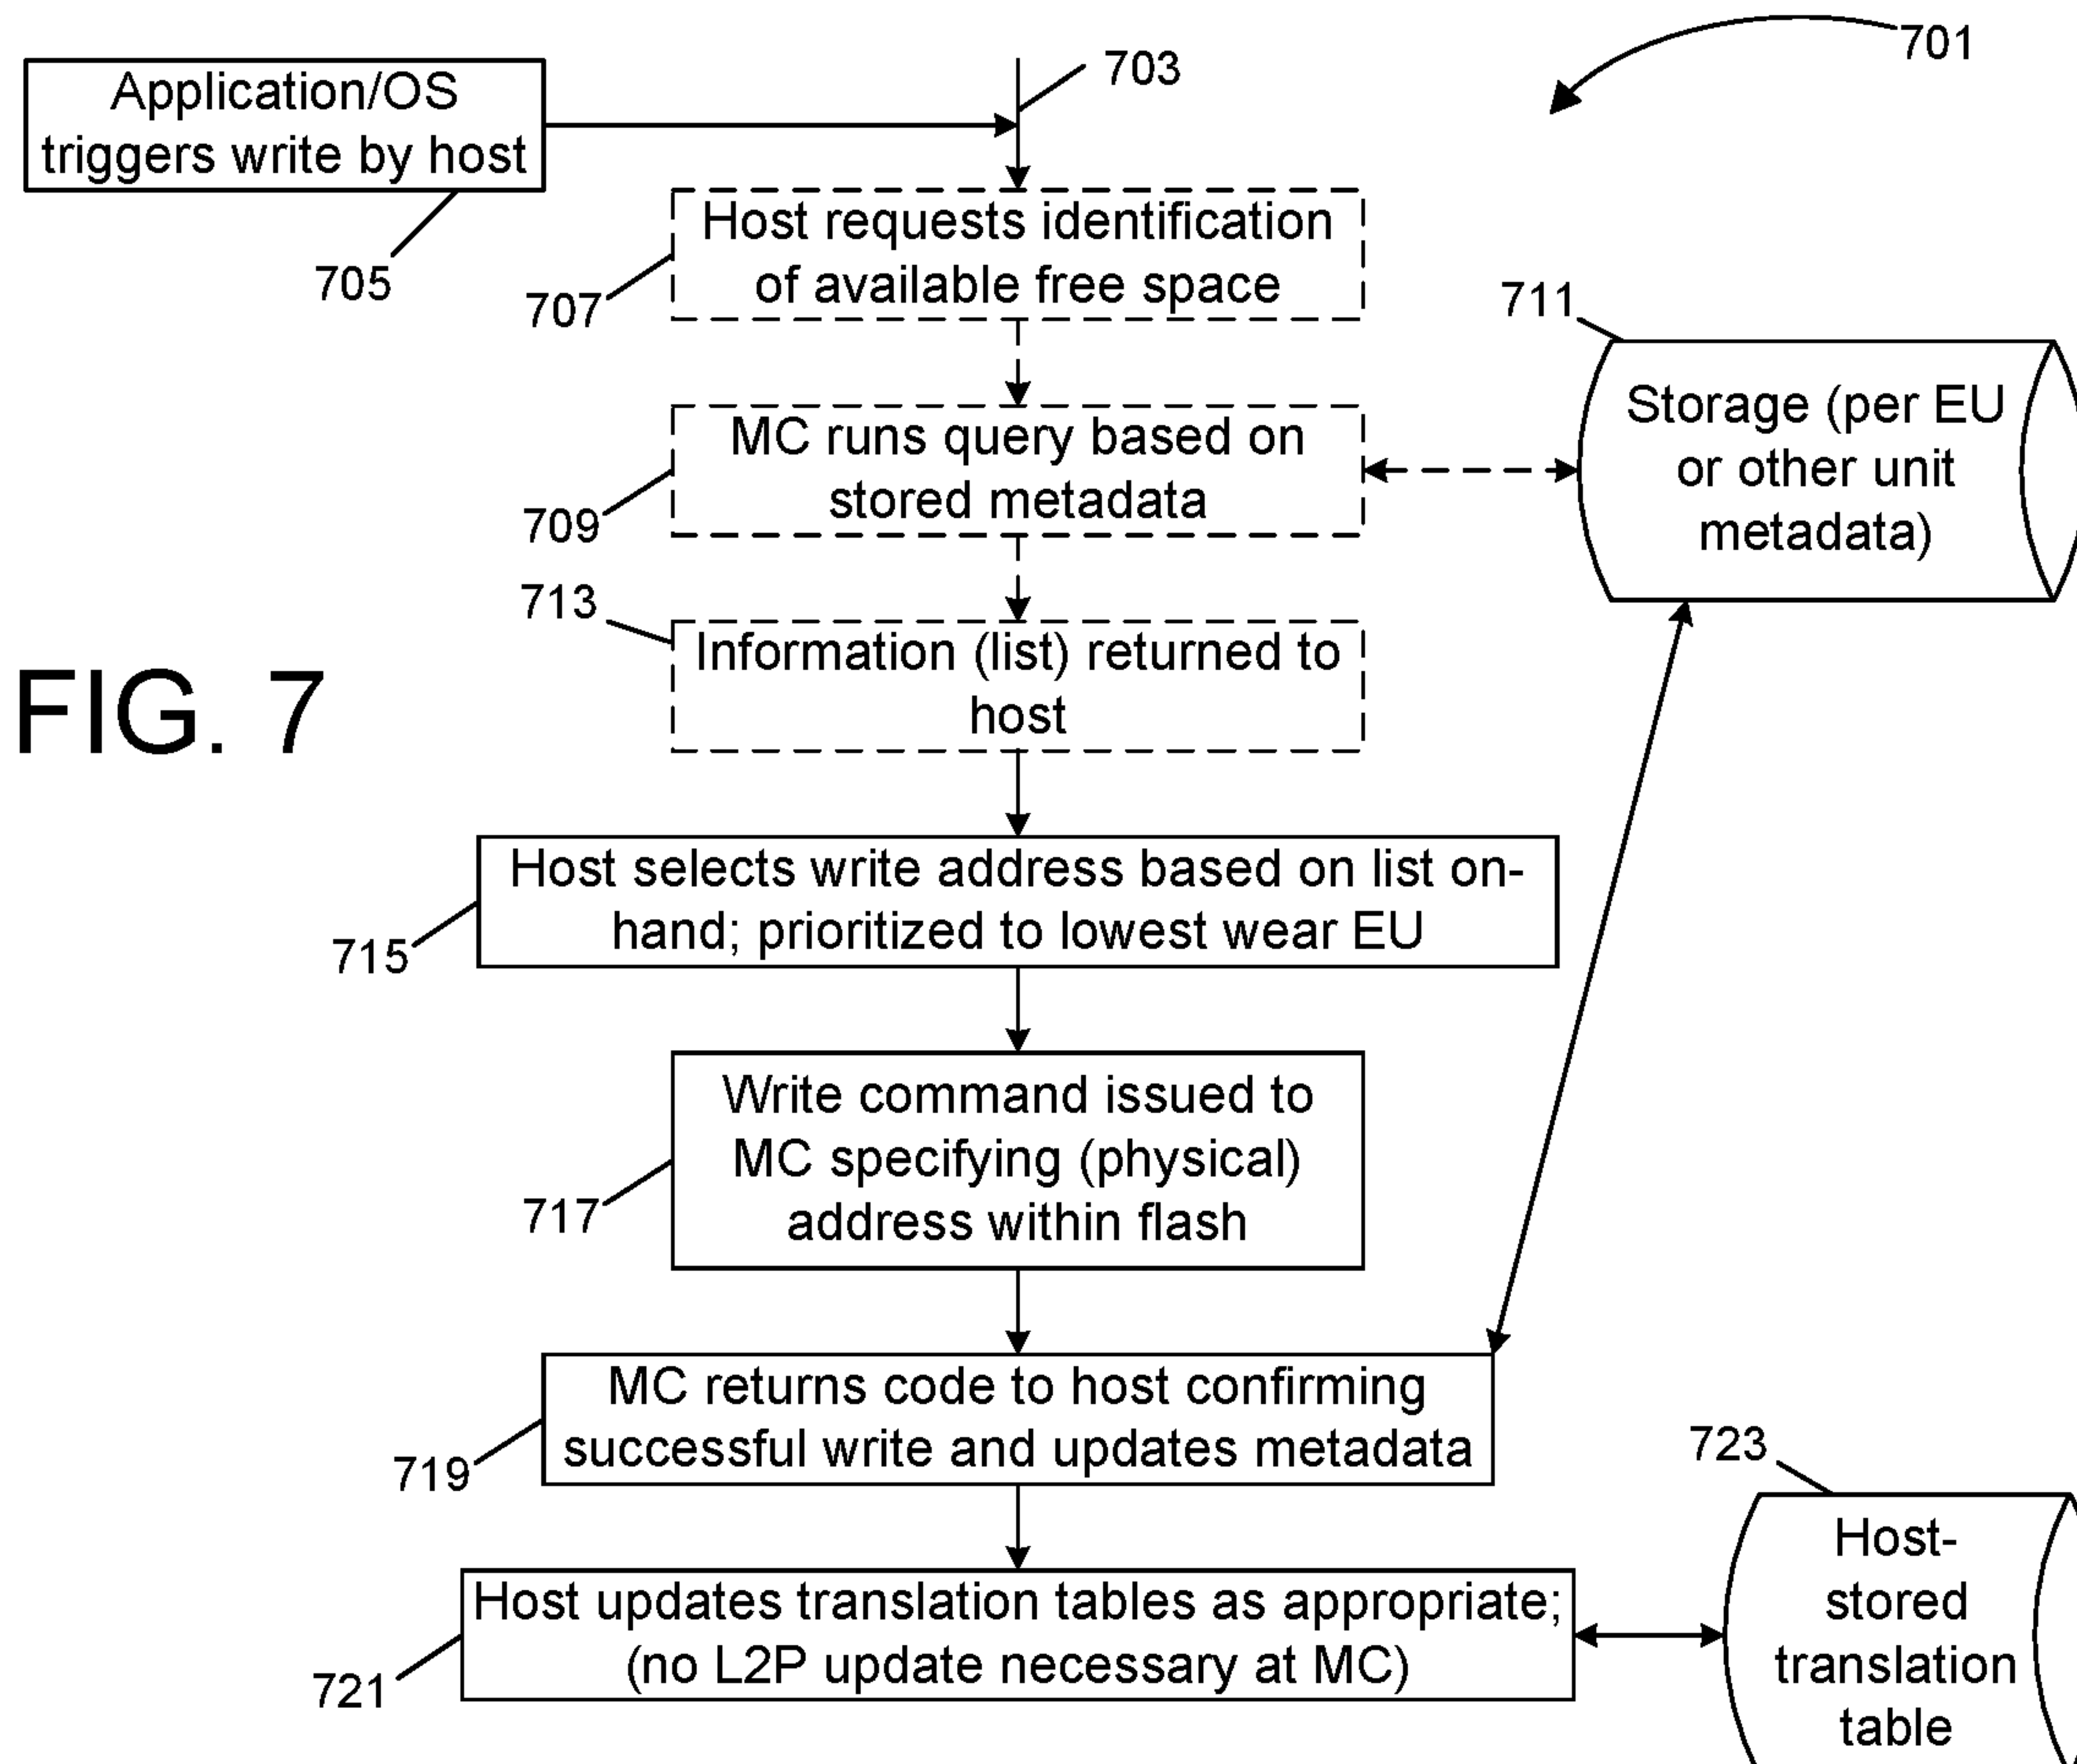 701
703
Application/OS
triggers write by host
705
Host requests identification
of available free space
707
711
Storage (per EU
or other unit
metadata)
MC runs query based on
stored metadata
709
713
Information (list) returned to
host
FIG. 7
Host selects write address based on list on-
hand; prioritized to lowest wear EU
715
Write command issued to
MC specifying (physical)
address within flash
717
MC returns code to host confirming
successful write and updates metadata
719
723
Host-
stored
translation
table
Host updates translation tables as appropriate;
(no L2P update necessary at MC)
721